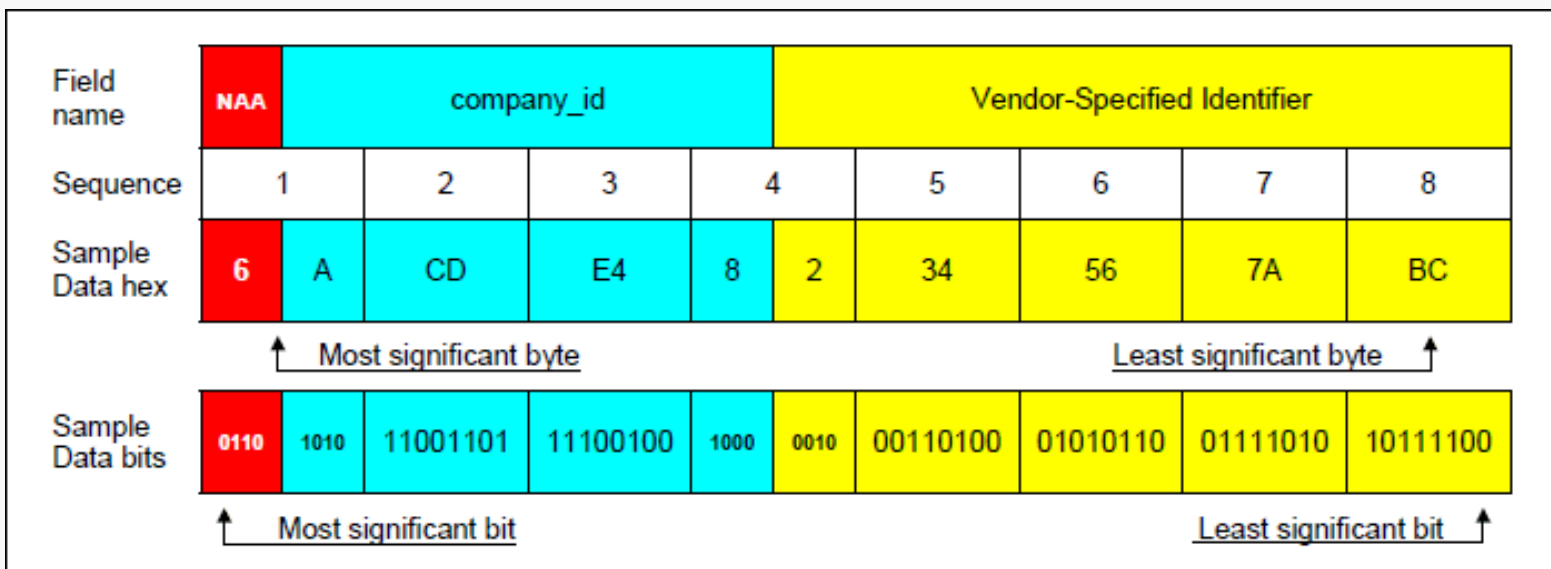 Field name NAA company_id Vendor-Specified Identifier
Sequence 1 2 3 4 5 6 7 8
Sample Data hex 6 A CD E4 8 2 34 56 7A BC
Most significant byte Least significant byte
Sample Data bits 0110 1010 11001101 11100100 1000 0010 00110100 01010110 01111010 10111100
Most significant bit Least significant bit